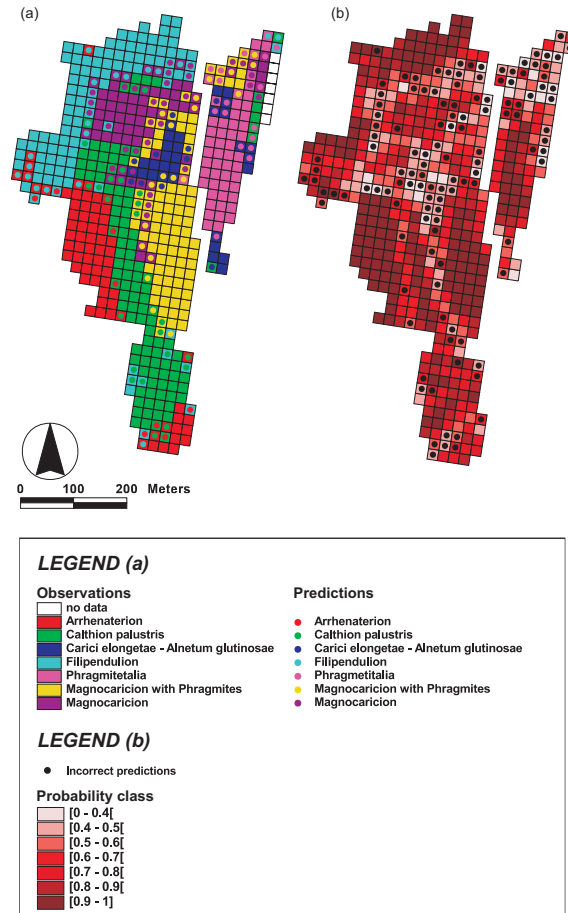 (a)
(b)
0 100 200 Meters
LEGEND (a)
Observations
no data
Arrhenaterion
Calthion palustris
Carici elongetae - Alnetum glutinosae
Filipendulion
Phragmitetalia
Magnocaricion with Phragmites
Magnocaricion
Predictions
Arrhenaterion
Calthion palustris
Carici elongetae - Alnetum glutinosae
Filipendulion
Phragmetitalia
Magnocaricion with Phragmites
Magnocaricion
LEGEND (b)
Incorrect predictions
Probability class
[0 - 0.4[
[0.4 - 0.5[
[0.5 - 0.6[
[0.6 - 0.7[
[0.7 - 0.8[
[0.8 - 0.9[
[0.9 - 1]